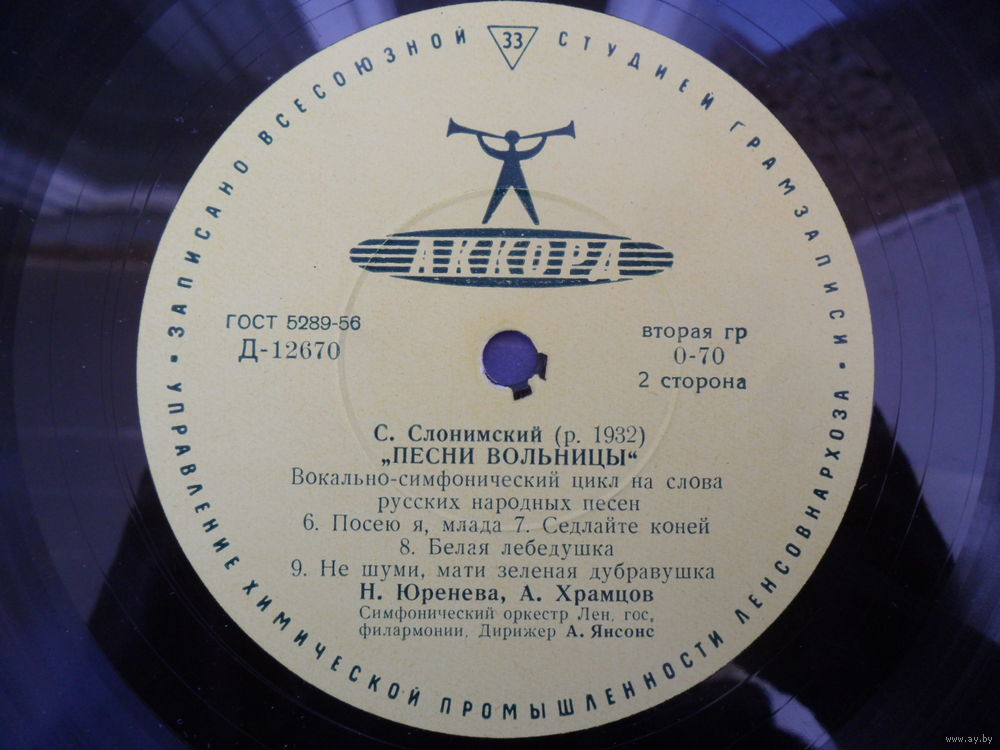 ЗАПИСАНО ВСЕСОЮЗНОЙ СТУДИЕЙ ГРАМЗАПИСИ
33
АККОРД
ГОСТ 5289-56
Д-12670
вторая гр
0-70
2 сторона
С. Слонимский (р. 1932)
„ПЕСНИ ВОЛЬНИЦЫ“
Вокально-симфонический цикл на слова
русских народных песен
6. Посею я, млада 7. Седлайте коней
8. Белая лебедушка
9. Не шуми, мати зеленая дубравушка
Н. Юренева, А. Храмцов
Симфонический оркестр Лен, гос,
филармонии, Дирижер А. Янсонс
УПРАВЛЕНИЕ ХИМИЧЕСКОЙ ПРОМЫШЛЕННОСТИ ЛЕНСОВНАРХОЗА
www.ay.by